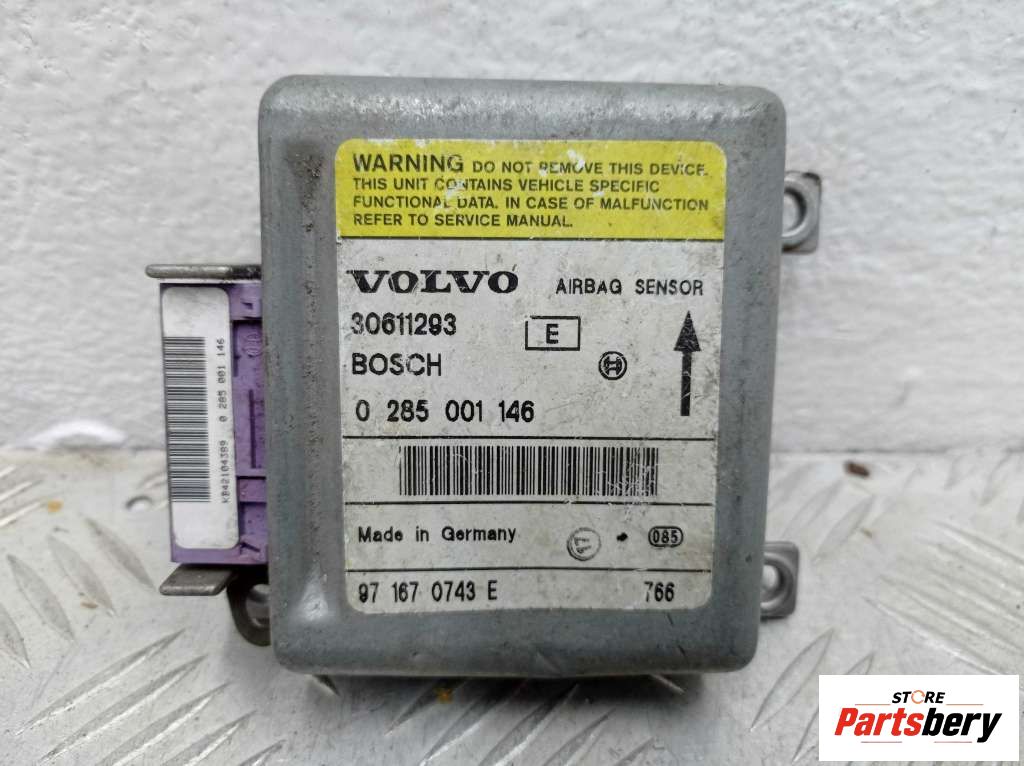 WARNING DO NOT REMOVE THIS DEVICE.
THIS UNIT CONTAINS VEHICLE SPECIFIC
FUNCTIONAL DATA. IN CASE OF MALFUNCTION
REFER TO SERVICE MANUAL.
VOLVO AIRBAG SENSOR
30611293 E
BOSCH
0 285 001 146
Made in Germany 085
97 167 0743 E 766
KB42104389 0 285 001 146
STORE
Partsbery